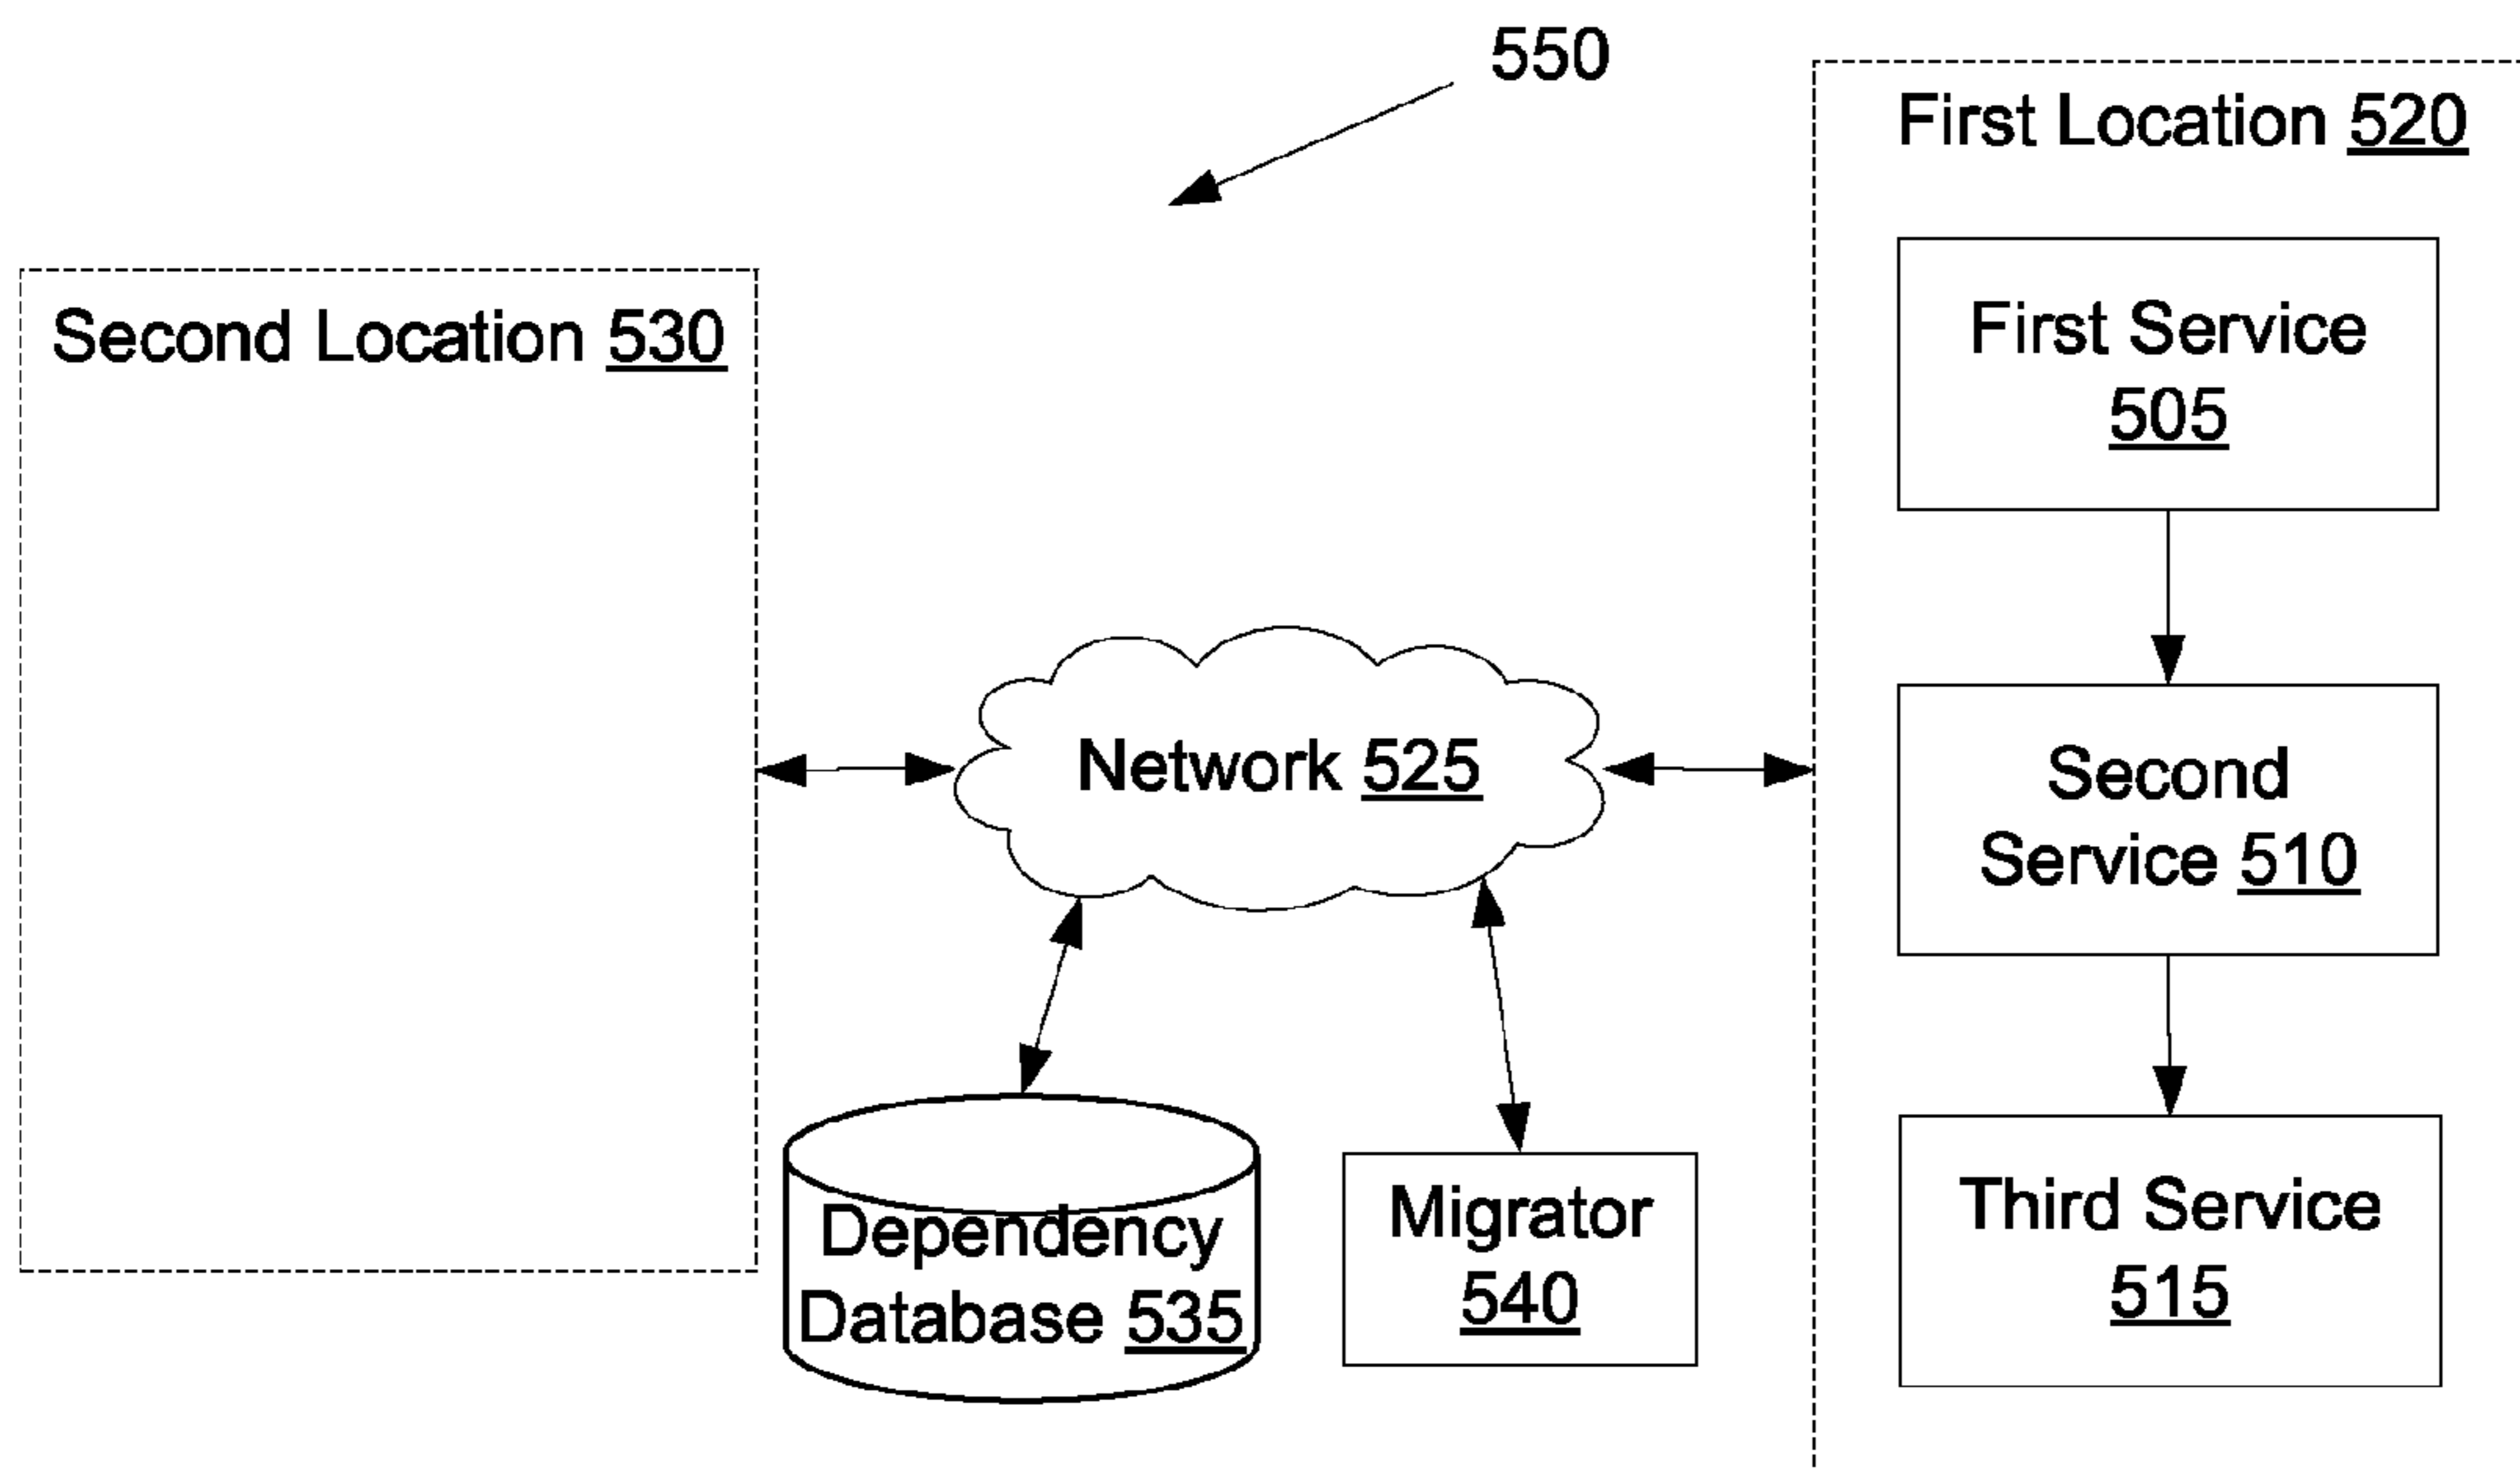 550
First Location 520
First Service
505
Second Location 530
Network 525
Second
Service 510
Dependency
Database 535
Migrator
540
Third Service
515